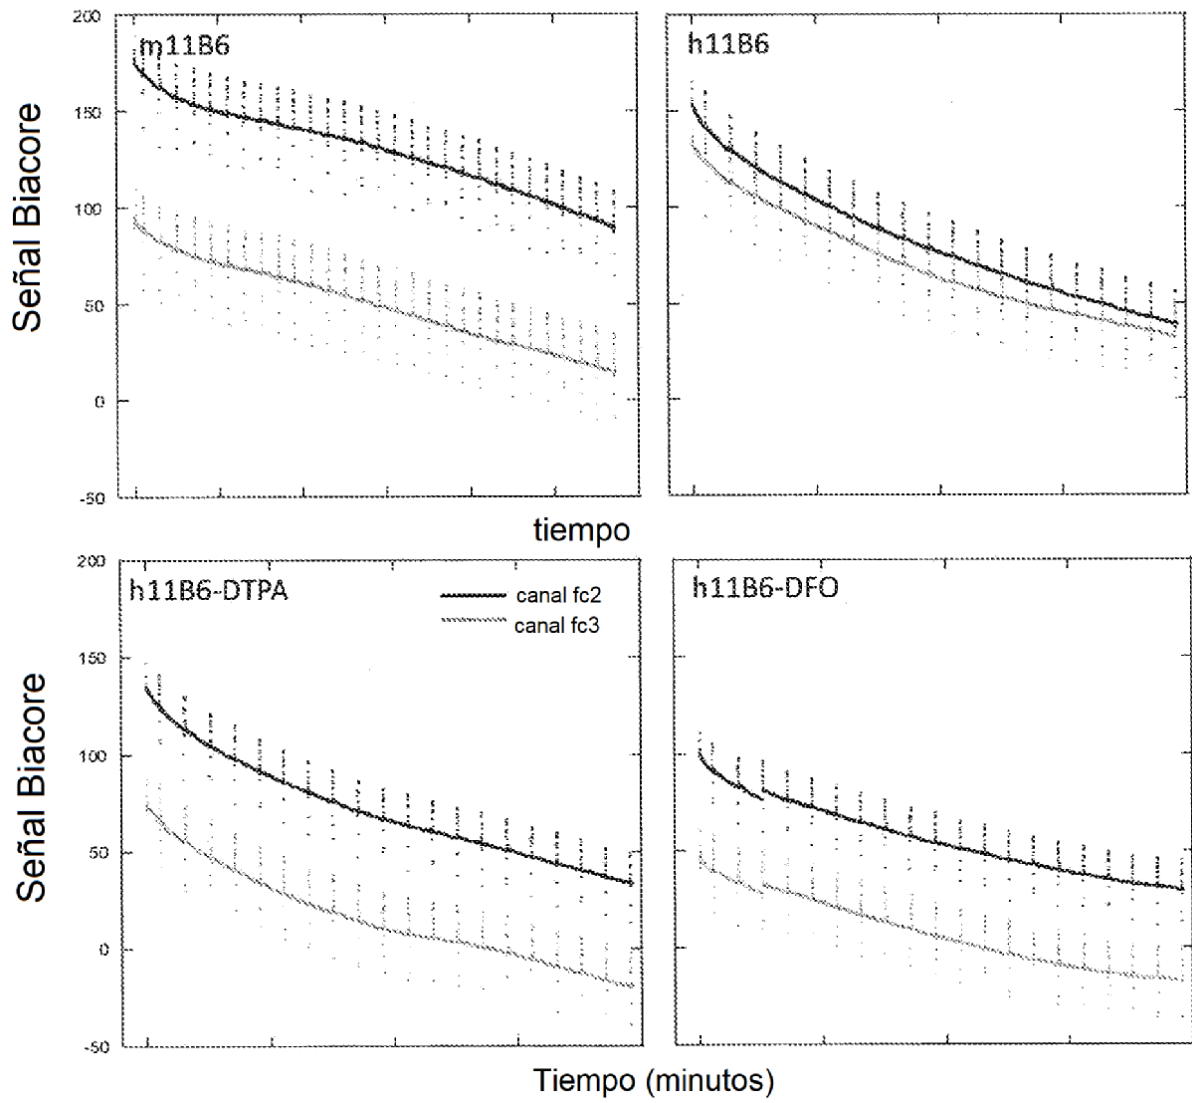 200
m11B6
h11B6
150
100
50
0
-50
Señal Biacore
tiempo
200
h11B6-DTPA
canal fc2
canal fc3
h11B6-DFO
150
100
50
0
-50
Señal Biacore
Tiempo (minutos)